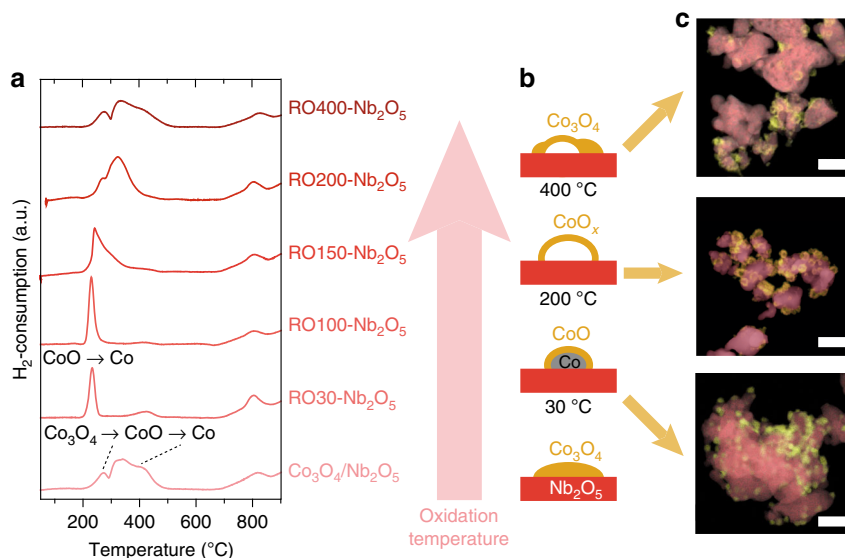 a
H₂-consumption (a.u.)
RO400-Nb₂O₅
RO200-Nb₂O₅
RO150-Nb₂O₅
RO100-Nb₂O₅
CoO → Co
RO30-Nb₂O₅
Co₃O₄ → CoO → Co
Co₃O₄/Nb₂O₅
200 400 600 800
Temperature (°C)
Oxidation
temperature
b
Co₃O₄
400 °C
CoOₓ
200 °C
CoO
Co
30 °C
Co₃O₄
Nb₂O₅
c